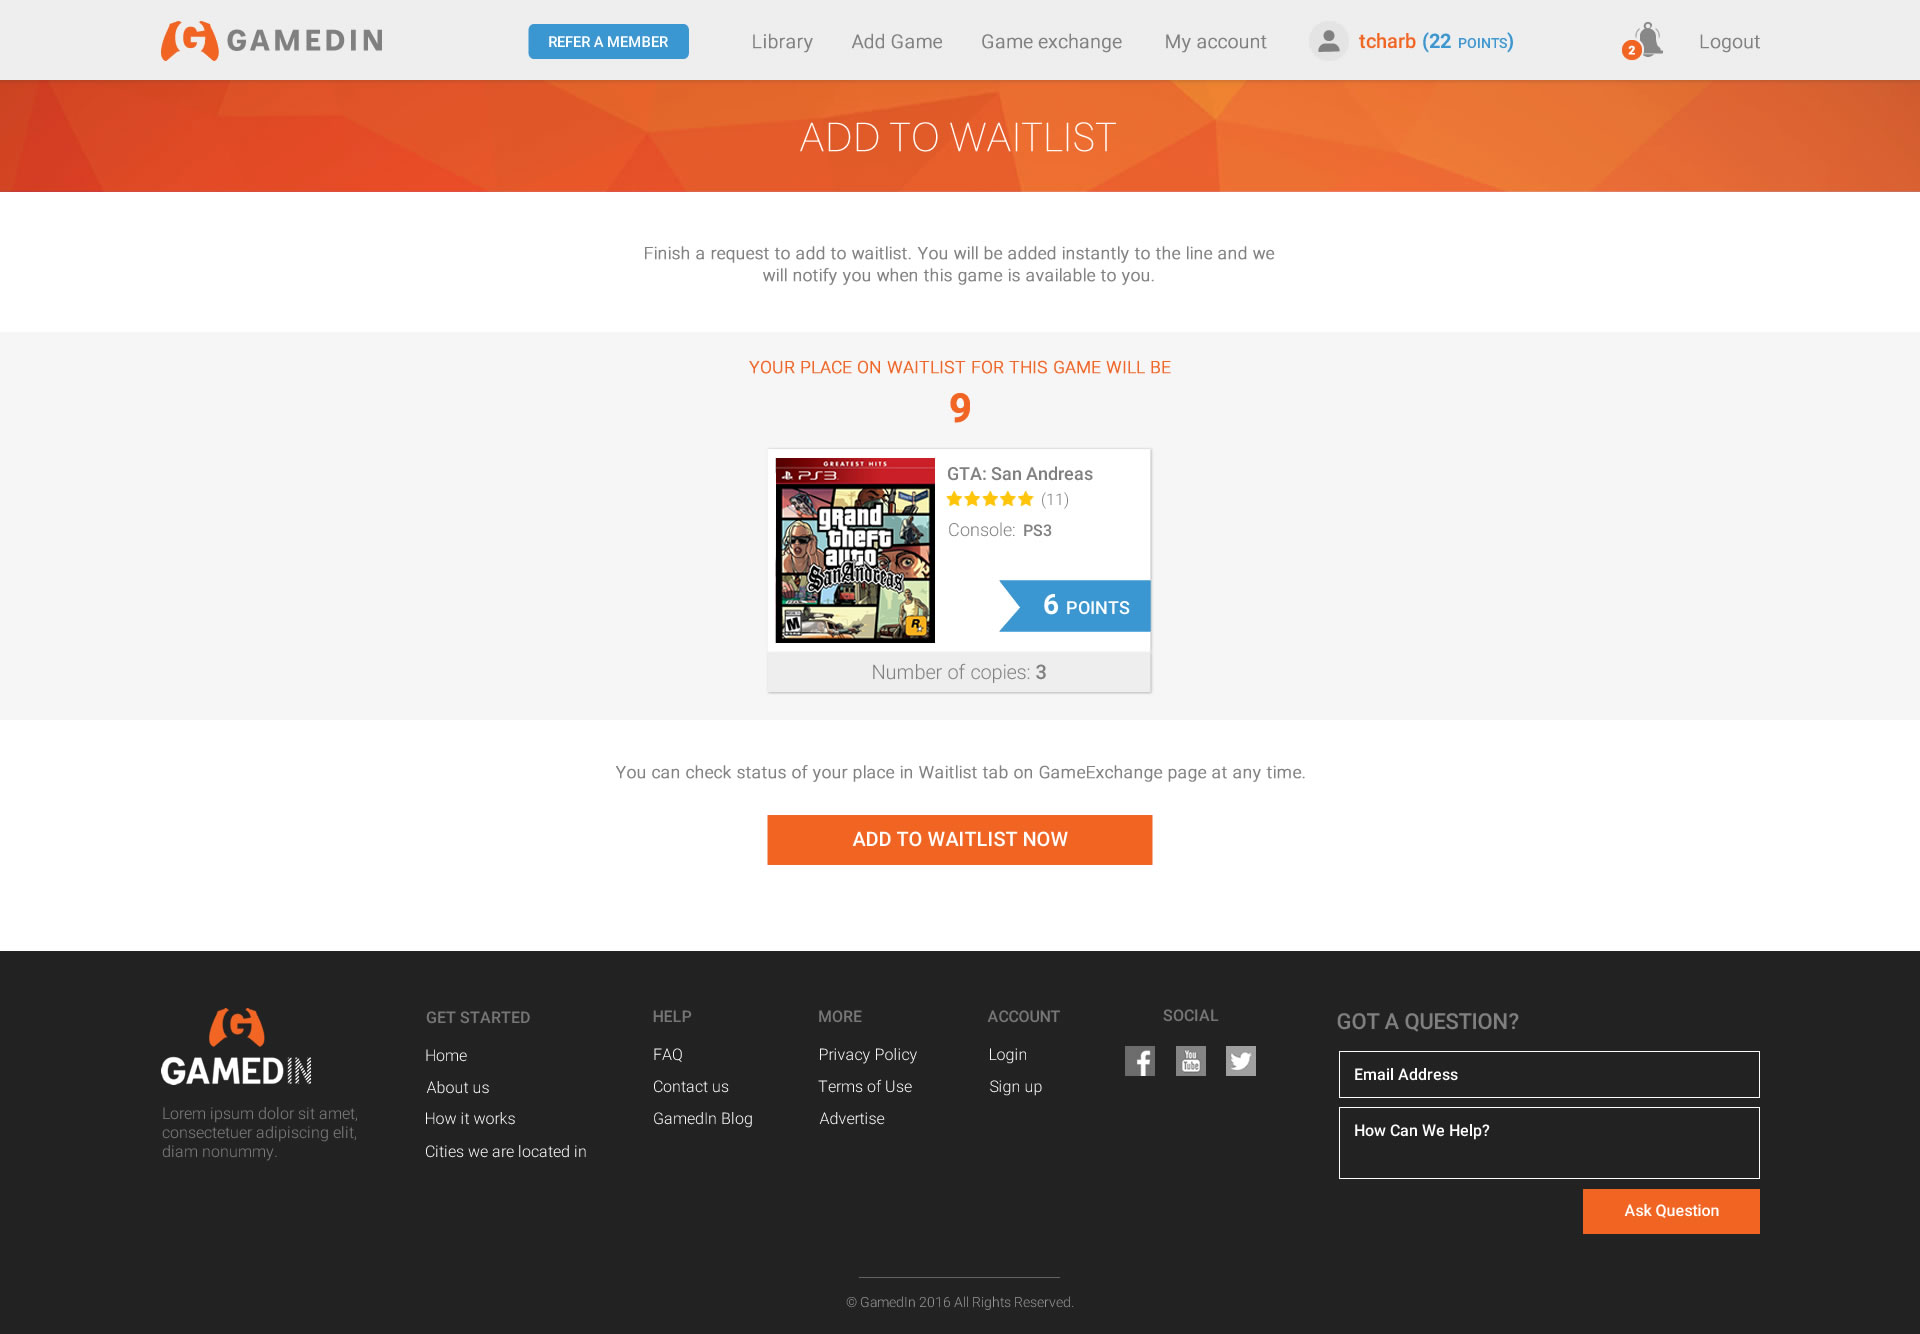 GAMEDIN
REFER A MEMBER
Library
Add Game
Game exchange
My account
tcharb (22 POINTS)
2
Logout
ADD TO WAITLIST
Finish a request to add to waitlist. You will be added instantly to the line and we
will notify you when this game is available to you.
YOUR PLACE ON WAITLIST FOR THIS GAME WILL BE
9
GREATEST HITS
PS3
grand
theft
auto
San Andreas
M
R
GTA: San Andreas
(11)
Console: PS3
6 POINTS
Number of copies: 3
You can check status of your place in Waitlist tab on GameExchange page at any time.
ADD TO WAITLIST NOW
GAMEDIN
Lorem ipsum dolor sit amet,
consectetuer adipiscing elit,
diam nonummy.
GET STARTED
Home
About us
How it works
Cities we are located in
HELP
FAQ
Contact us
GamedIn Blog
MORE
Privacy Policy
Terms of Use
Advertise
ACCOUNT
Login
Sign up
SOCIAL
You
Tube
GOT A QUESTION?
Email Address
How Can We Help?
Ask Question
© GamedIn 2016 All Rights Reserved.